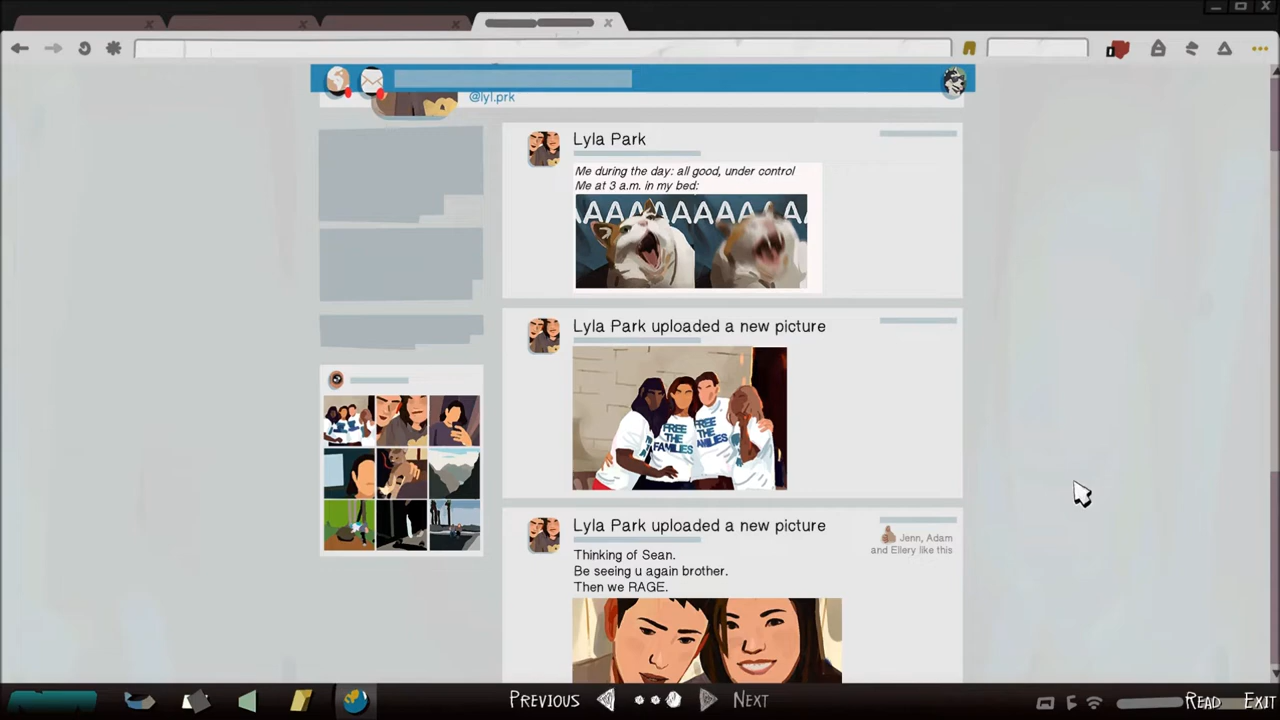 @lyl.prk
Lyla Park
Me during the day: all good, under control
Me at 3 a.m. in my bed:
AAAAAAAAAA
Lyla Park uploaded a new picture
FREE
THE
FAMILIES
FREE
THE
FAMILIES
Lyla Park uploaded a new picture
Jenn, Adam
and Ellery like this
Thinking of Sean.
Be seeing u again brother.
Then we RAGE.
PREVIOUS
NEXT
READ
EXIT